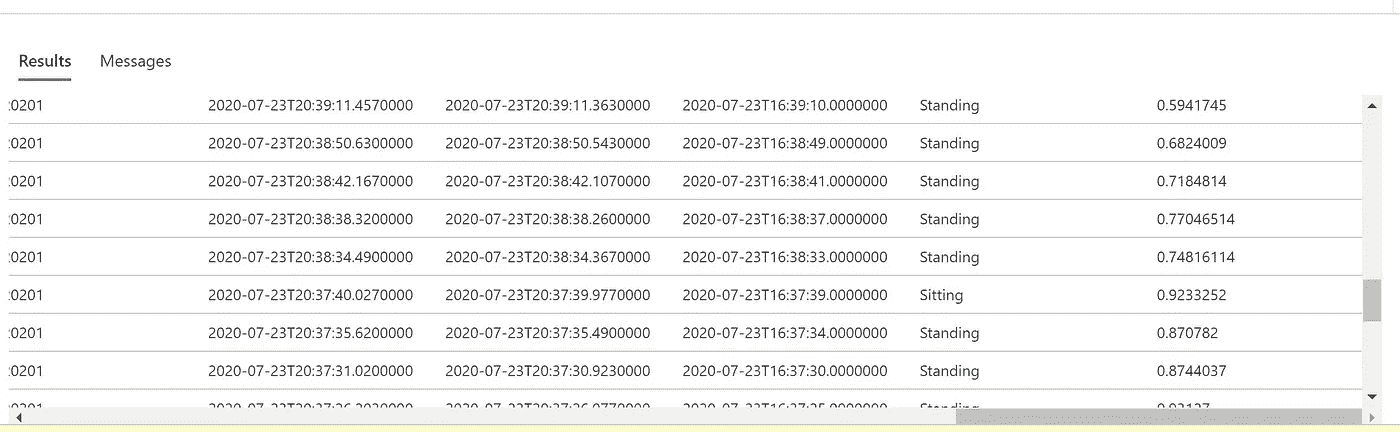 Results Messages
:0201 2020-07-23T20:39:11.4570000 2020-07-23T20:39:11.3630000 2020-07-23T16:39:10.0000000 Standing 0.5941745
:0201 2020-07-23T20:38:50.6300000 2020-07-23T20:38:50.5430000 2020-07-23T16:38:49.0000000 Standing 0.6824009
:0201 2020-07-23T20:38:42.1670000 2020-07-23T20:38:42.1070000 2020-07-23T16:38:41.0000000 Standing 0.7184814
:0201 2020-07-23T20:38:38.3200000 2020-07-23T20:38:38.2600000 2020-07-23T16:38:37.0000000 Standing 0.77046514
:0201 2020-07-23T20:38:34.4900000 2020-07-23T20:38:34.3670000 2020-07-23T16:38:33.0000000 Standing 0.74816114
:0201 2020-07-23T20:37:40.0270000 2020-07-23T20:37:39.9770000 2020-07-23T16:37:39.0000000 Sitting 0.9233252
:0201 2020-07-23T20:37:35.6200000 2020-07-23T20:37:35.4900000 2020-07-23T16:37:34.0000000 Standing 0.870782
:0201 2020-07-23T20:37:31.0200000 2020-07-23T20:37:30.9230000 2020-07-23T16:37:30.0000000 Standing 0.8744037
Standing